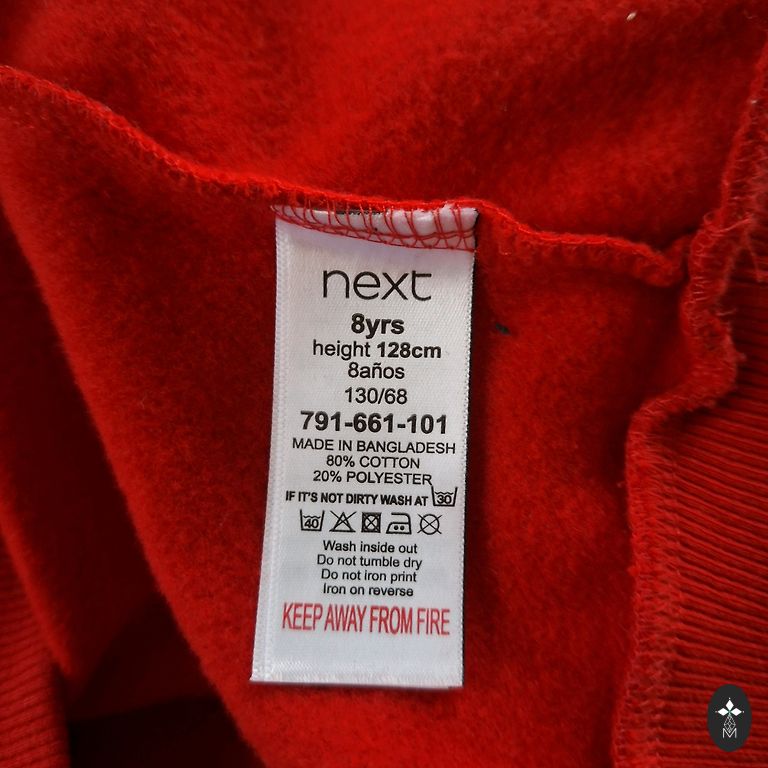 next
8yrs
height 128cm
8años
130/68
791-661-101
MADE IN BANGLADESH
80% COTTON
20% POLYESTER
IF IT'S NOT DIRTY WASH AT 30
40
Wash inside out
Do not tumble dry
Do not iron print
Iron on reverse
KEEP AWAY FROM FIRE
M